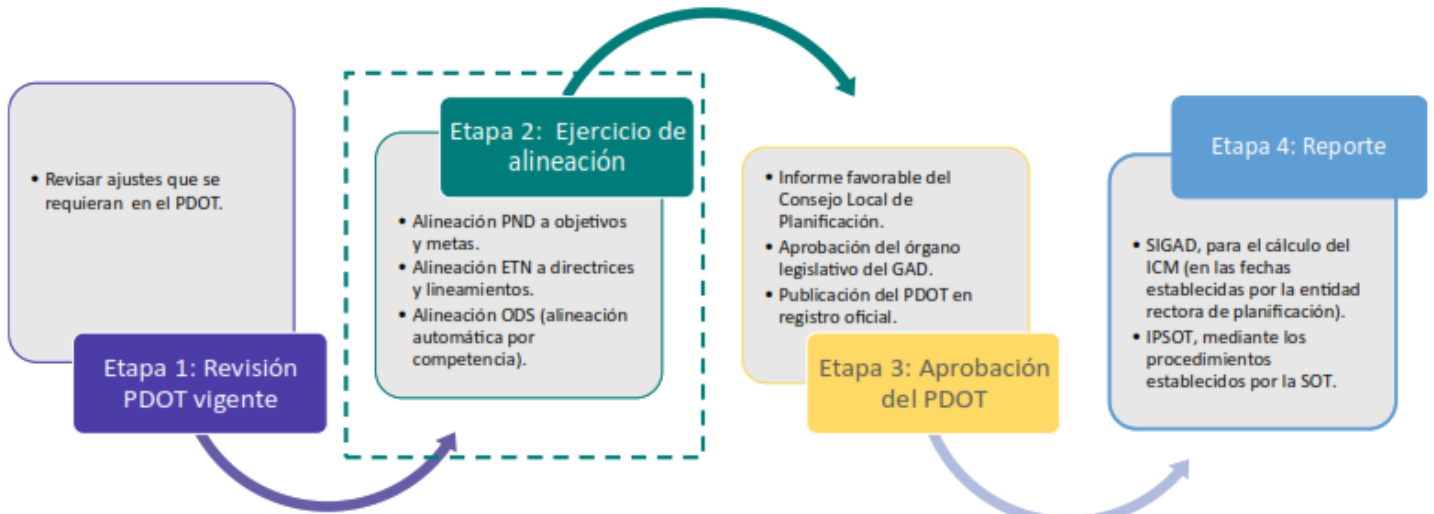 • Revisar ajustes que se
requieran en el PDOT.
Etapa 1: Revisión
PDOT vigente
Etapa 2: Ejercicio de
alineación
• Alineación PND a objetivos
y metas.
• Alineación ETN a directrices
y lineamientos.
• Alineación ODS (alineación
automática por
competencia).
• Informe favorable del
Consejo Local de
Planificación.
• Aprobación del órgano
legislativo del GAD.
• Publicación del PDOT en
registro oficial.
Etapa 3: Aprobación
del PDOT
Etapa 4: Reporte
• SIGAD, para el cálculo del
ICM (en las fechas
establecidas por la entidad
rectora de planificación).
• IPSOT, mediante los
procedimientos
establecidos por la SOT.